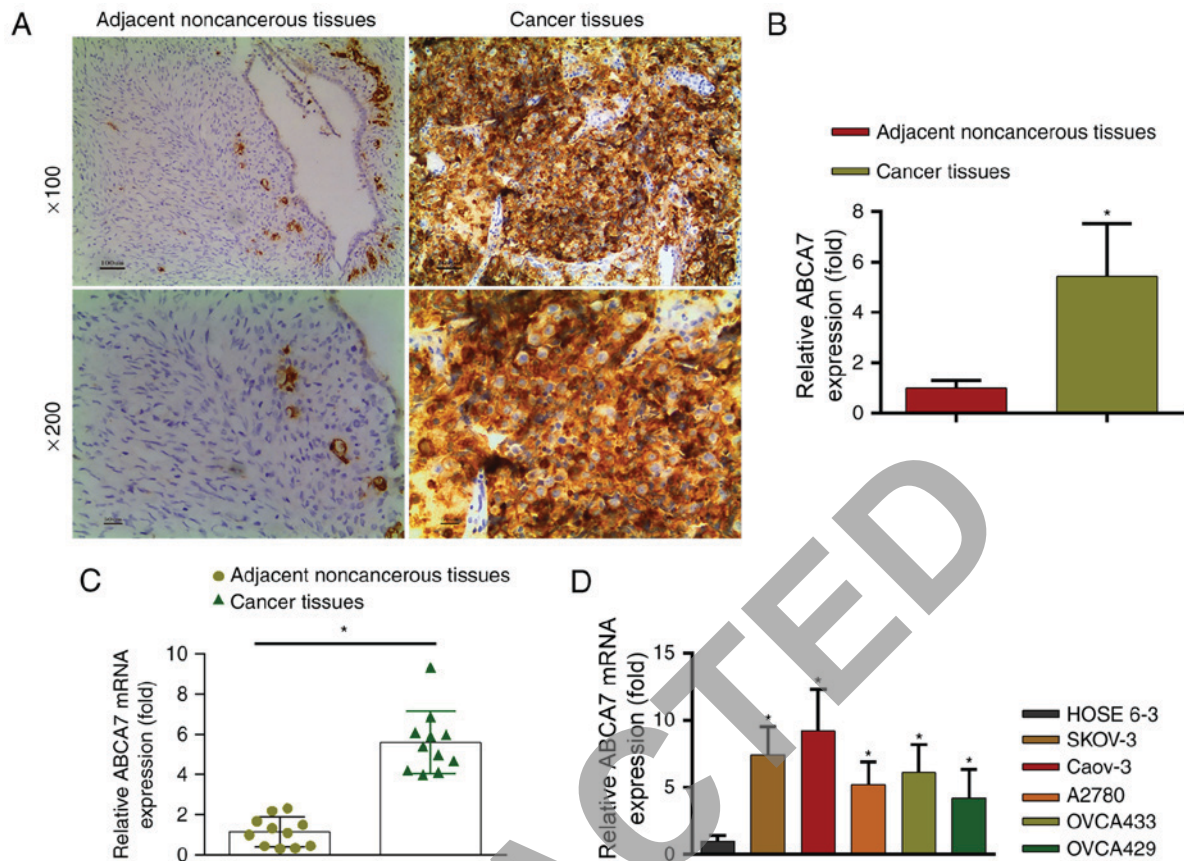 A
Adjacent noncancerous tissues
Cancer tissues
×100
×200
B
Adjacent noncancerous tissues
Cancer tissues
Relative ABCA7
expression (fold)
8
6
4
2
0
*
C
Adjacent noncancerous tissues
Cancer tissues
*
Relative ABCA7 mRNA
expression (fold)
10
8
6
4
2
0
D
Relative ABCA7 mRNA
expression (fold)
15
10
5
0
*
*
*
*
*
HOSE 6-3
SKOV-3
Caov-3
A2780
OVCA433
OVCA429
CTED